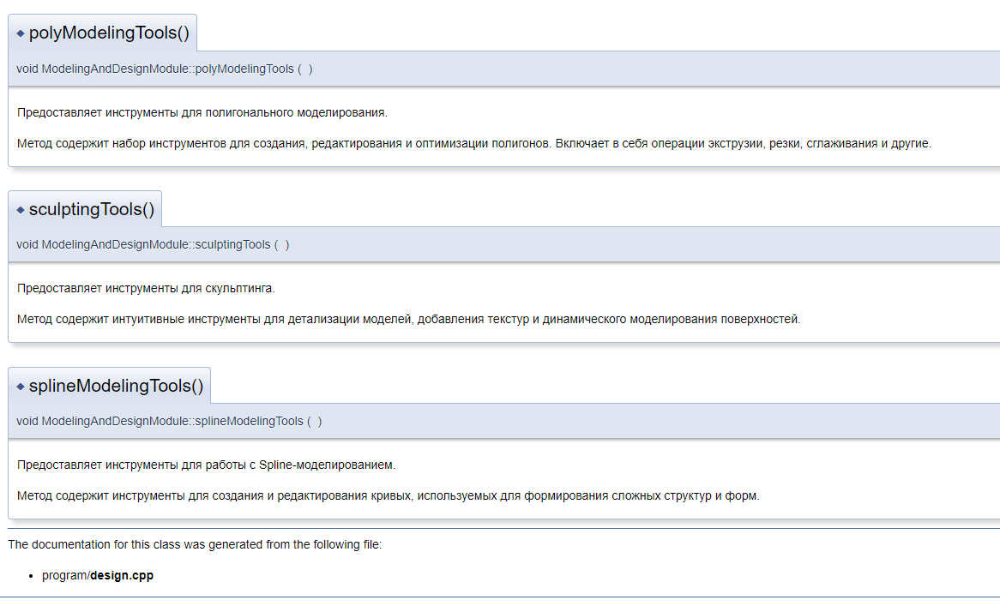 polyModelingTools()
void ModelingAndDesignModule::polyModelingTools ( )
Предоставляет инструменты для полигонального моделирования.
Метод содержит набор инструментов для создания, редактирования и оптимизации полигонов. Включает в себя операции экструзии, резки, сглаживания и другие.
sculptingTools()
void ModelingAndDesignModule::sculptingTools ( )
Предоставляет инструменты для скульптинга.
Метод содержит интуитивные инструменты для детализации моделей, добавления текстур и динамического моделирования поверхностей.
splineModelingTools()
void ModelingAndDesignModule::splineModelingTools ( )
Предоставляет инструменты для работы с Spline-моделированием.
Метод содержит инструменты для создания и редактирования кривых, используемых для формирования сложных структур и форм.
The documentation for this class was generated from the following file:
• program/design.cpp